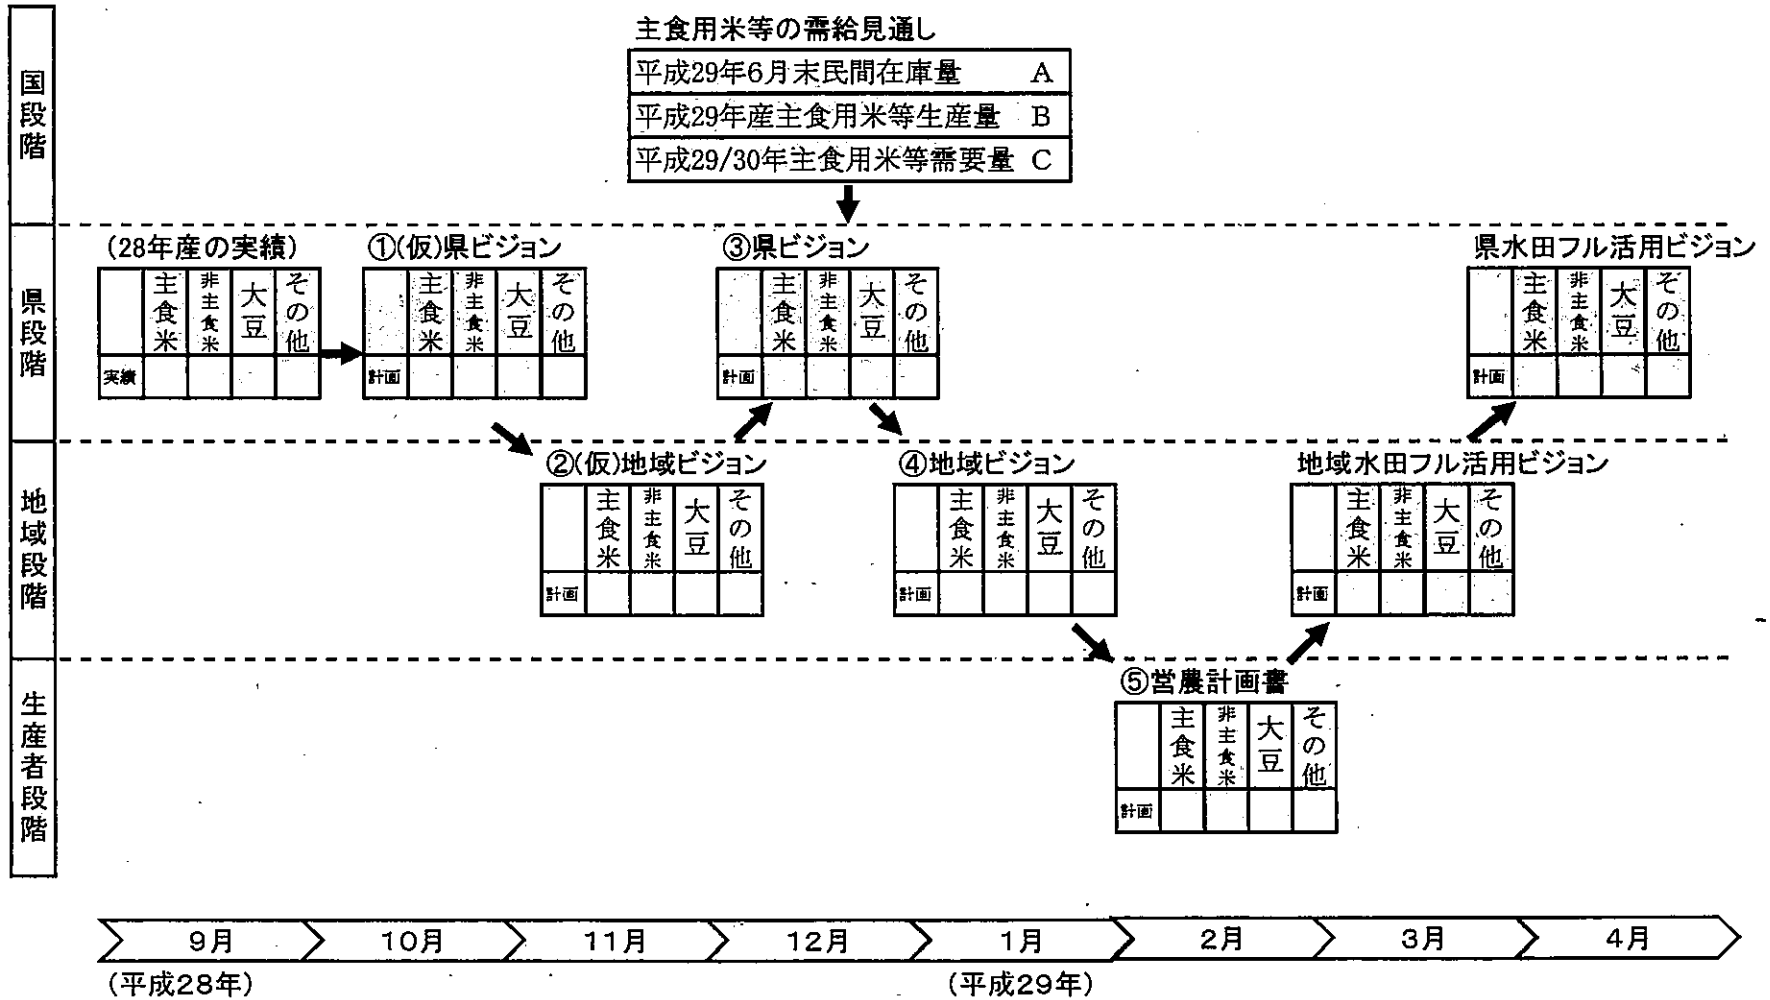 国段階
主食用米等の需給見通し
平成29年6月末民間在庫量 A
平成29年産主食用米等生産量 B
平成29/30年主食用米等需要量 C
県段階
(28年産の実績)
主食米 非主食米 大豆 その他
実績
①(仮)県ビジョン
主食米 非主食米 大豆 その他
計画
③県ビジョン
主食米 非主食米 大豆 その他
計画
県水田フル活用ビジョン
主食米 非主食米 大豆 その他
計画
地域段階
②(仮)地域ビジョン
主食米 非主食米 大豆 その他
計画
④地域ビジョン
主食米 非主食米 大豆 その他
計画
地域水田フル活用ビジョン
主食米 非主食米 大豆 その他
計画
生産者段階
⑤営農計画書
主食米 非主食米 大豆 その他
計画
9月 10月 11月 12月 1月 2月 3月 4月
(平成28年) (平成29年)